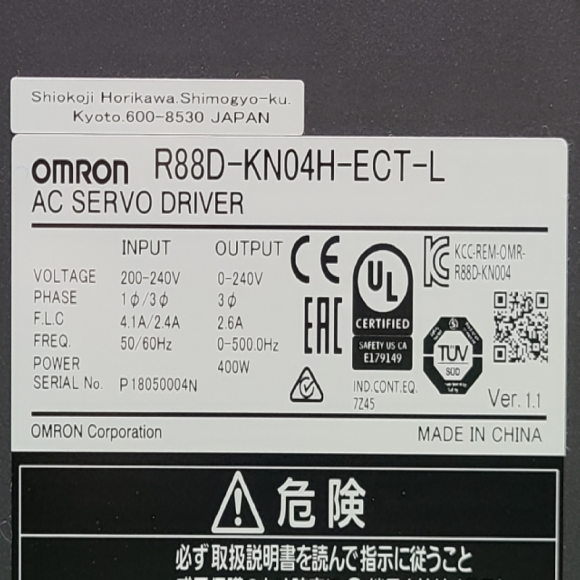 Shiokoji Horikawa.Shimogyo-ku.
Kyoto.600-8530 JAPAN
OMRON R88D-KN04H-ECT-L
AC SERVO DRIVER
INPUT OUTPUT
VOLTAGE 200-240V 0-240V
PHASE 1ϕ/3ϕ 3ϕ
F.L.C 4.1A/2.4A 2.6A
FREQ. 50/60Hz 0-500.0Hz
POWER 400W
SERIAL No. P18050004N
CE
EAC
UL
CERTIFIED
SAFETY US CA
E179149
IND.CONT.EQ.
7Z45
KCC-REM-OMR-
R88D-KN004
TÜV
SÜD
Ver. 1.1
OMRON Corporation MADE IN CHINA
危険
必ず取扱説明書を読んで指示に従うこと